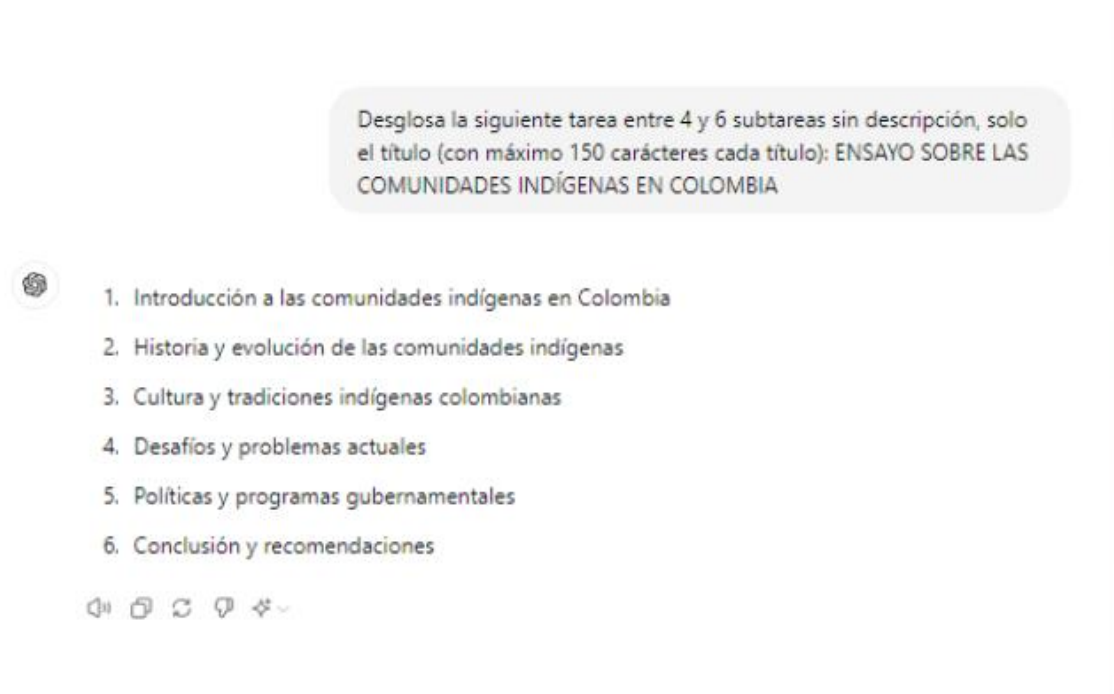 Desglosa la siguiente tarea entre 4 y 6 subtareas sin descripción, solo
el título (con máximo 150 carácteres cada título): ENSAYO SOBRE LAS
COMUNIDADES INDÍGENAS EN COLOMBIA
1. Introducción a las comunidades indígenas en Colombia
2. Historia y evolución de las comunidades indígenas
3. Cultura y tradiciones indígenas colombianas
4. Desafíos y problemas actuales
5. Políticas y programas gubernamentales
6. Conclusión y recomendaciones